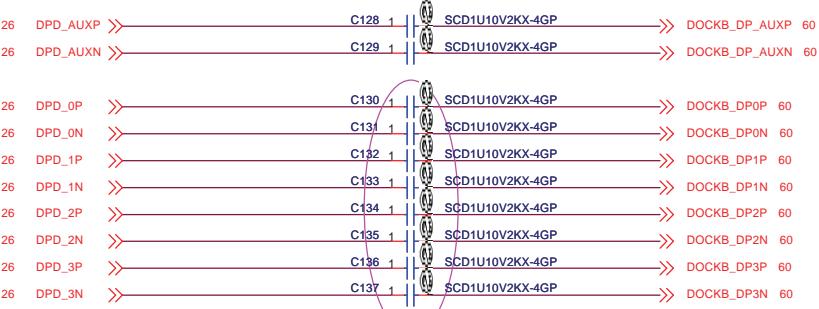 26 DPD_AUXP C128 1 SCD1U10V2KX-4GP DOCKB_DP_AUXP 60
26 DPD_AUXN C129 1 SCD1U10V2KX-4GP DOCKB_DP_AUXN 60
26 DPD_0P C130 1 SCD1U10V2KX-4GP DOCKB_DP0P 60
26 DPD_0N C131 1 SCD1U10V2KX-4GP DOCKB_DP0N 60
26 DPD_1P C132 1 SCD1U10V2KX-4GP DOCKB_DP1P 60
26 DPD_1N C133 1 SCD1U10V2KX-4GP DOCKB_DP1N 60
26 DPD_2P C134 1 SCD1U10V2KX-4GP DOCKB_DP2P 60
26 DPD_2N C135 1 SCD1U10V2KX-4GP DOCKB_DP2N 60
26 DPD_3P C136 1 SCD1U10V2KX-4GP DOCKB_DP3P 60
26 DPD_3N C137 1 SCD1U10V2KX-4GP DOCKB_DP3N 60